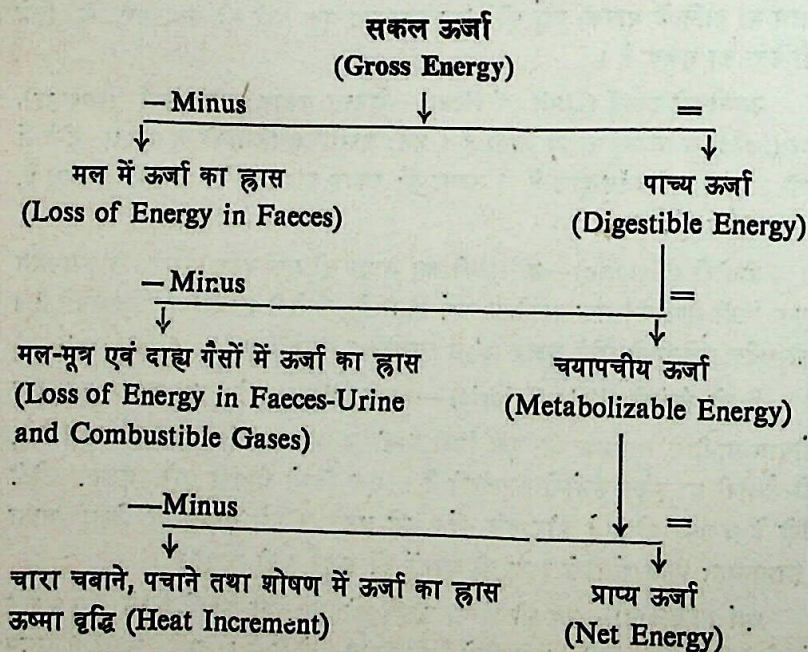 सकल ऊर्जा
(Gross Energy)
– Minus =
मल में ऊर्जा का ह्रास पाच्य ऊर्जा
(Loss of Energy in Faeces) (Digestible Energy)
– Minus =
मल-मूत्र एवं दाह्य गैसों में ऊर्जा का ह्रास चयापचीय ऊर्जा
(Loss of Energy in Faeces-Urine (Metabolizable Energy)
and Combustible Gases)
—Minus =
चारा चबाने, पचाने तथा शोषण में ऊर्जा का ह्रास प्राप्य ऊर्जा
ऊष्मा वृद्धि (Heat Increment) (Net Energy)